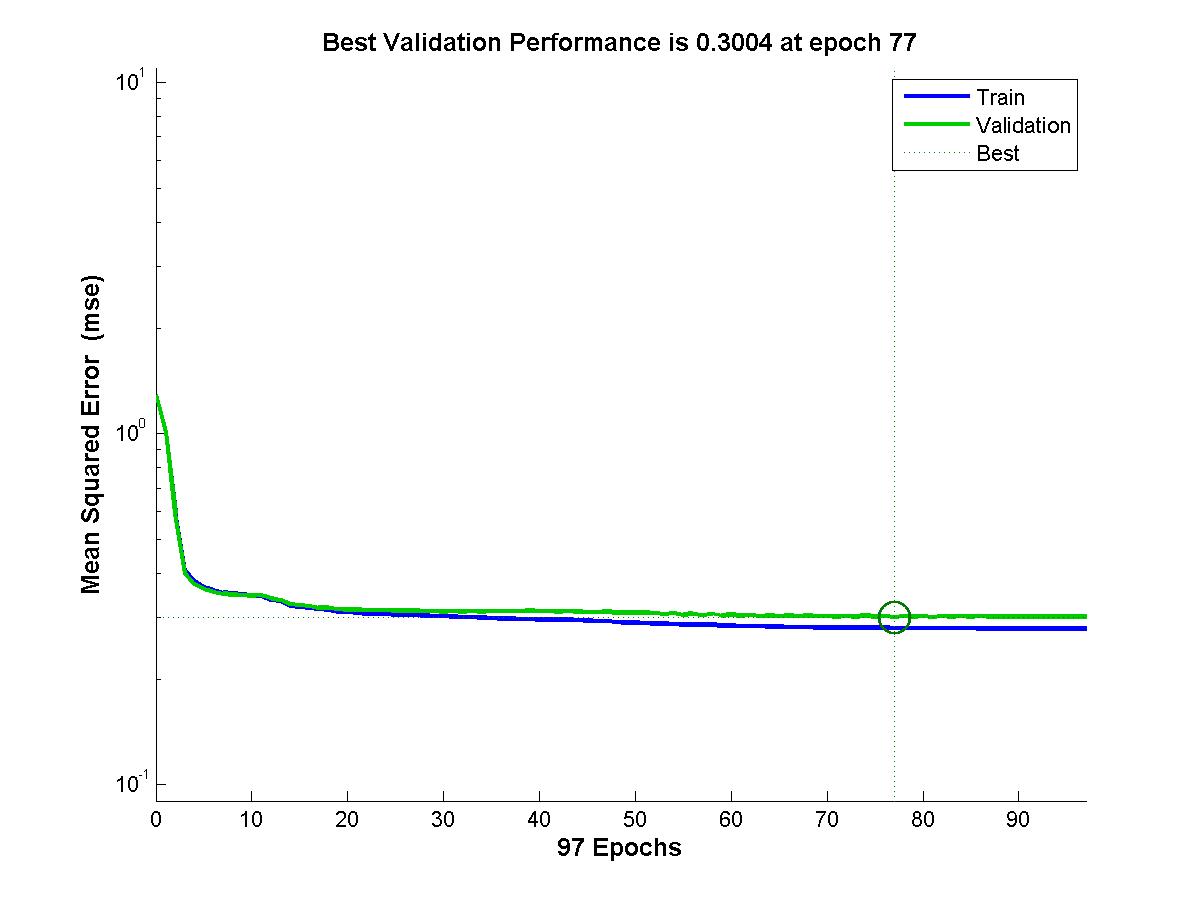 Best Validation Performance is 0.3004 at epoch 77
Train
Validation
Best
Mean Squared Error (mse)
10^1
10^0
10^-1
0 10 20 30 40 50 60 70 80 90
97 Epochs